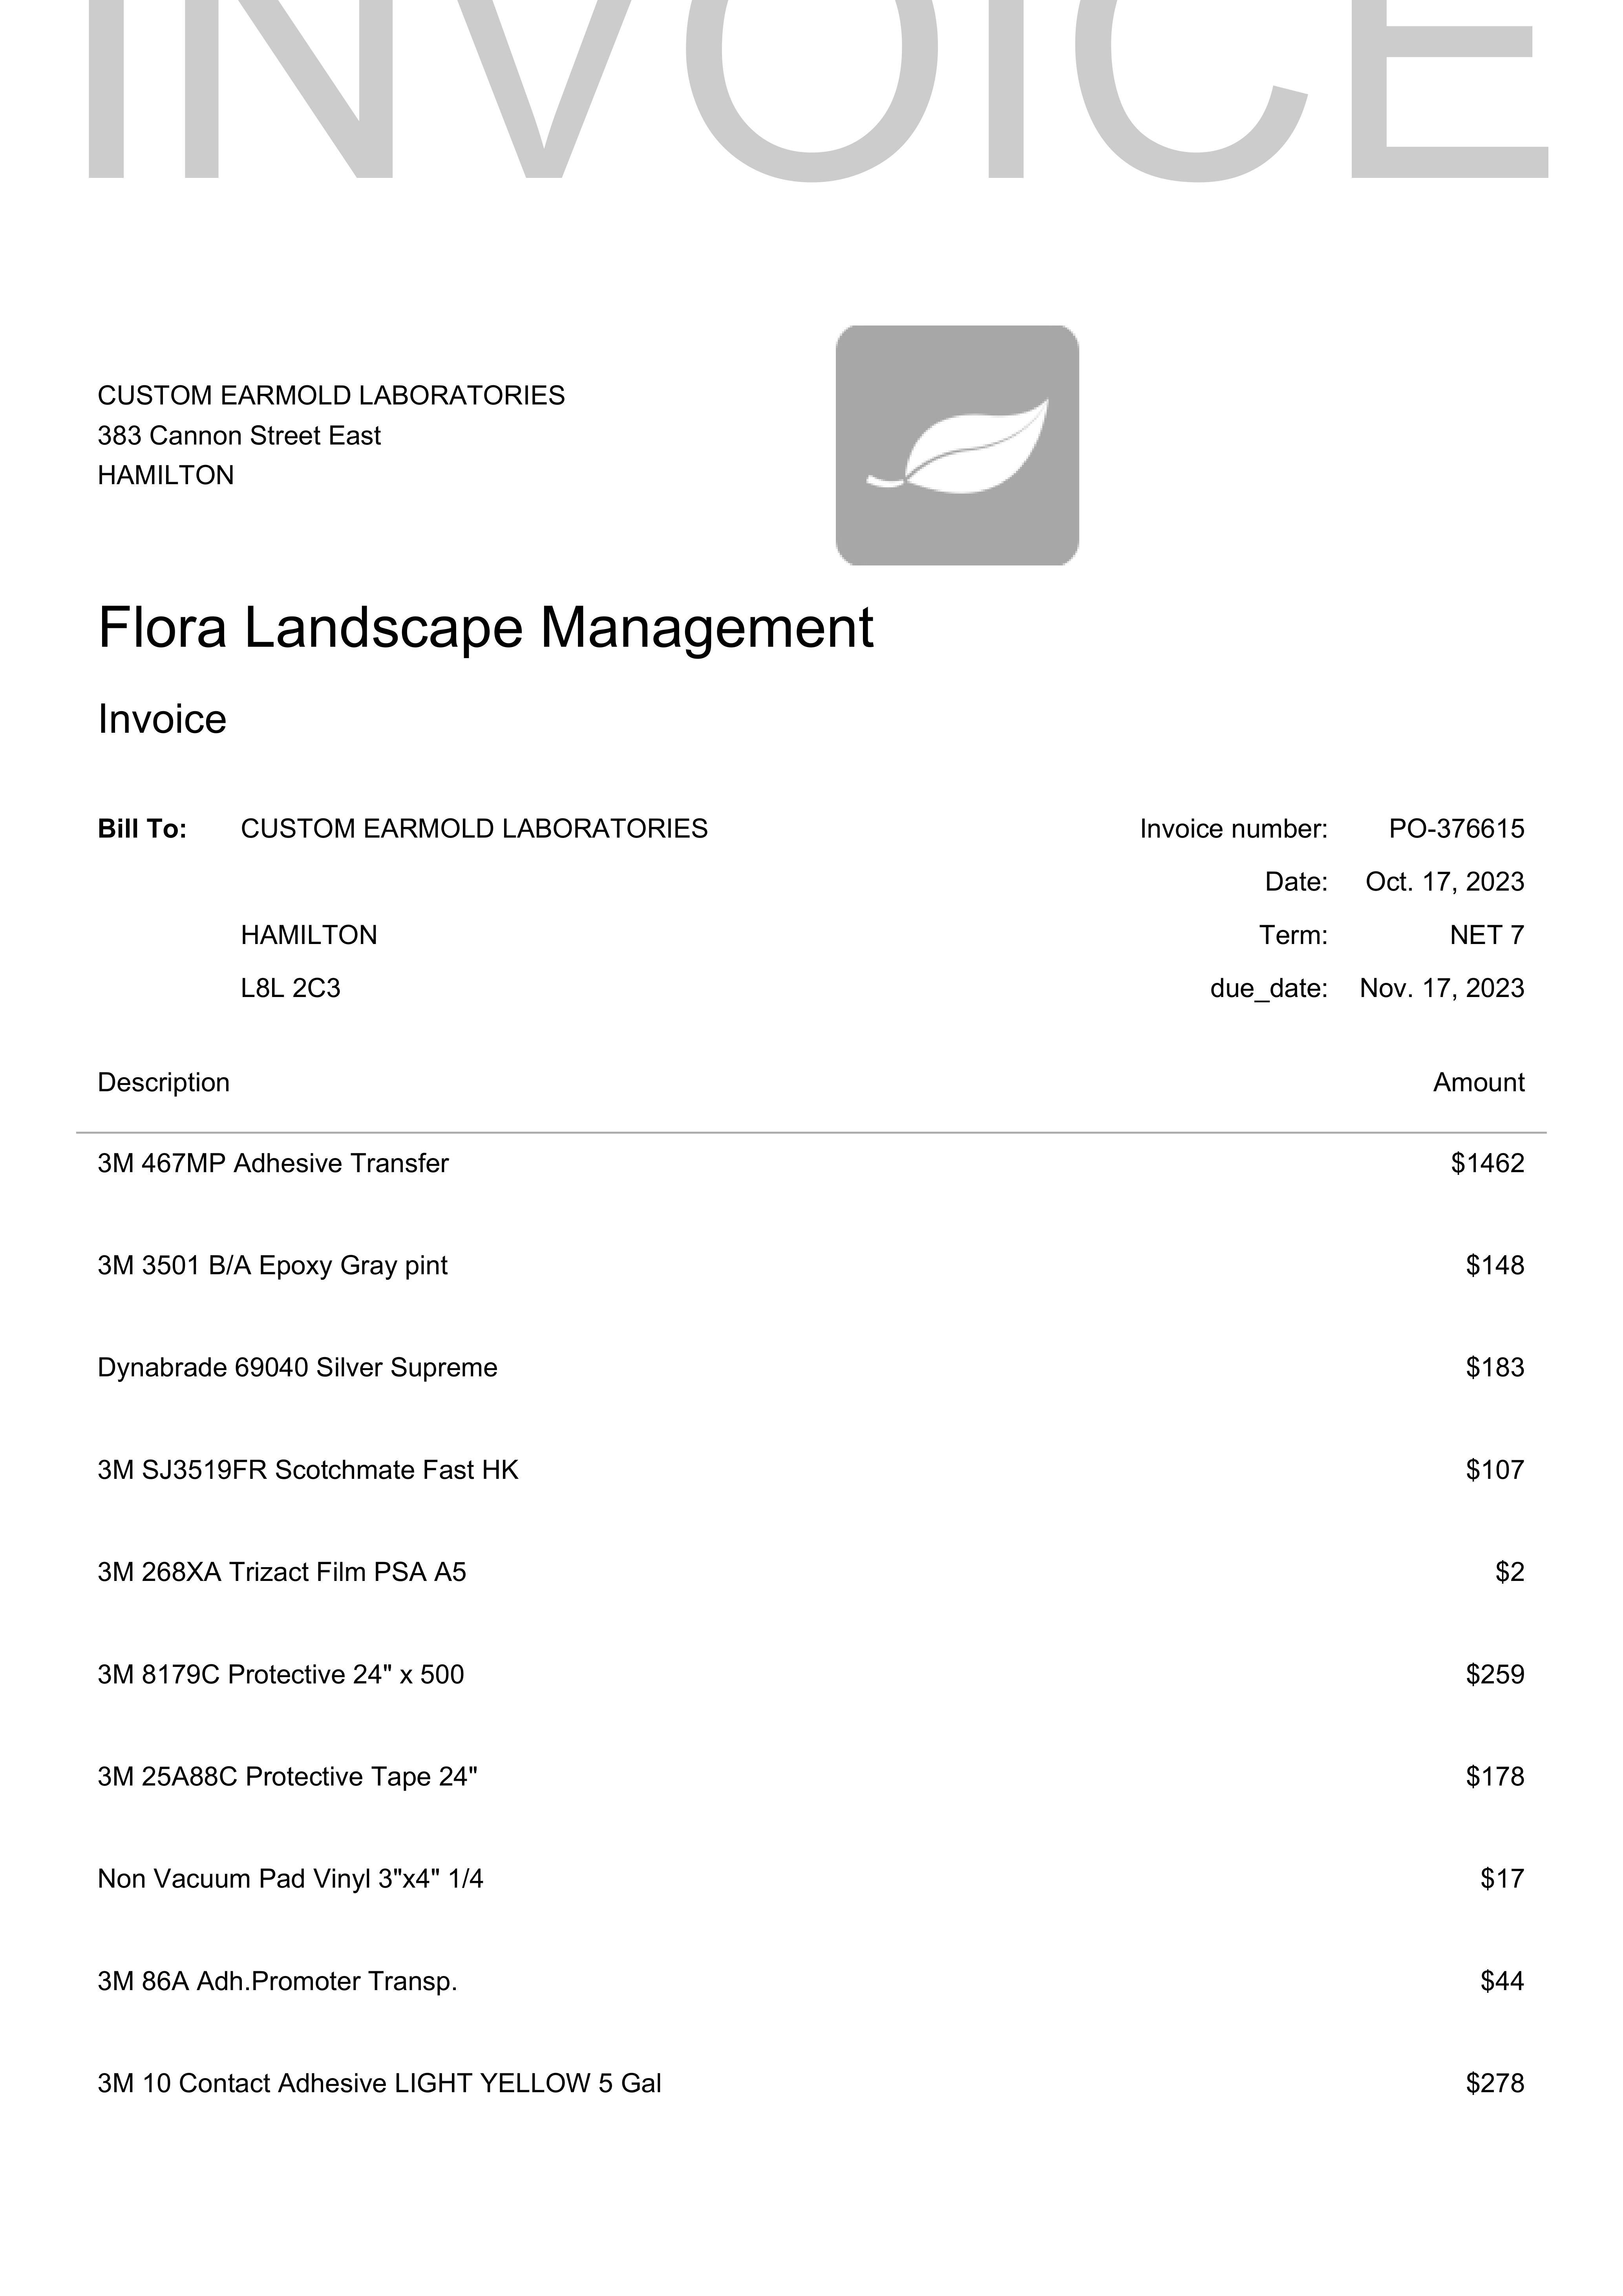 INVOICE
CUSTOM EARMOLD LABORATORIES
383 Cannon Street East
HAMILTON
Flora Landscape Management
Invoice
Bill To: CUSTOM EARMOLD LABORATORIES Invoice number: PO-376615
Date: Oct. 17, 2023
HAMILTON Term: NET 7
L8L 2C3 due_date: Nov. 17, 2023
Description Amount
3M 467MP Adhesive Transfer $1462
3M 3501 B/A Epoxy Gray pint $148
Dynabrade 69040 Silver Supreme $183
3M SJ3519FR Scotchmate Fast HK $107
3M 268XA Trizact Film PSA A5 $2
3M 8179C Protective 24" x 500 $259
3M 25A88C Protective Tape 24" $178
Non Vacuum Pad Vinyl 3"x4" 1/4 $17
3M 86A Adh.Promoter Transp. $44
3M 10 Contact Adhesive LIGHT YELLOW 5 Gal $278